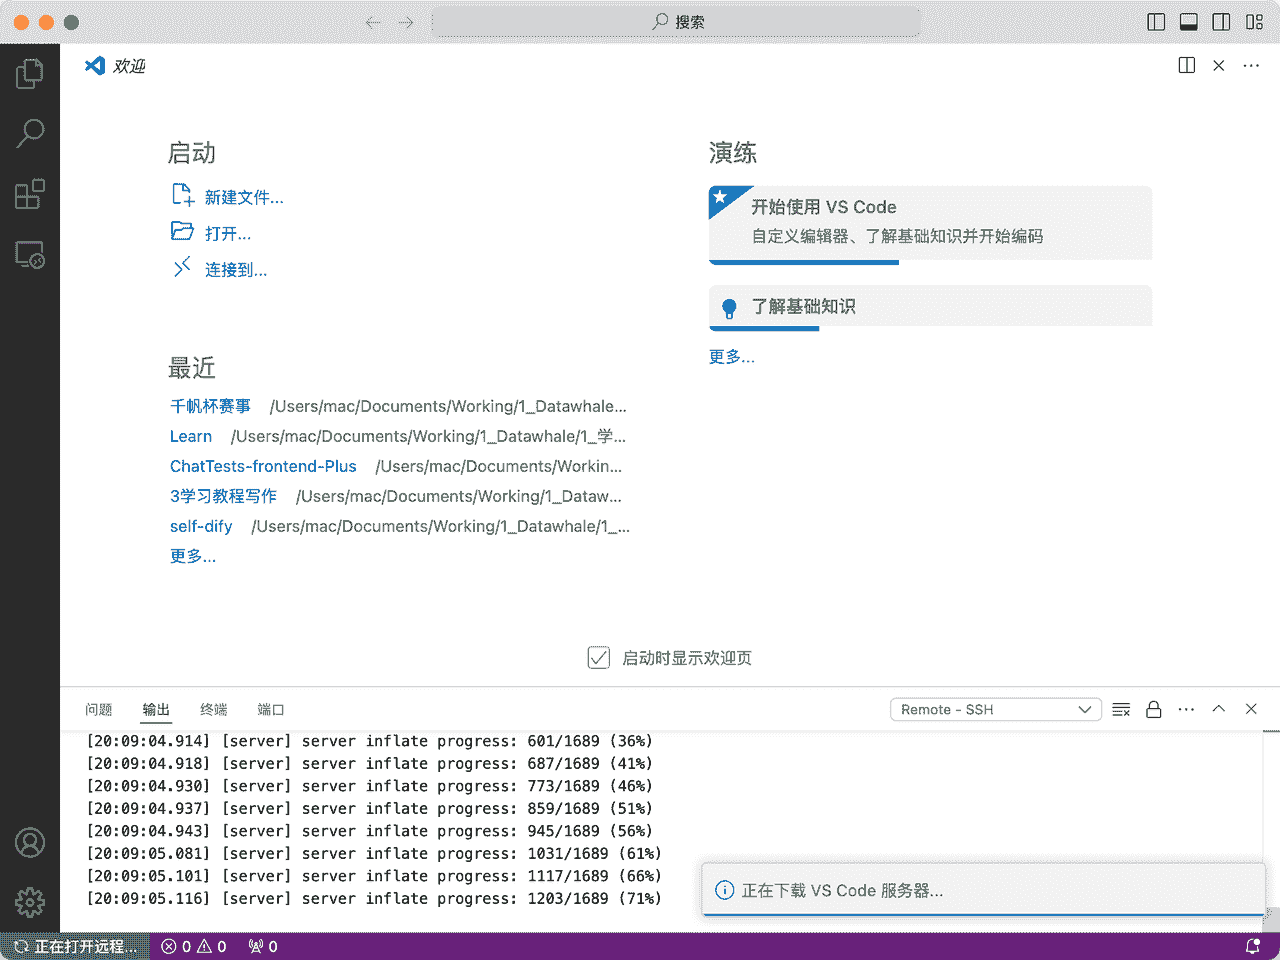 搜索
欢迎
启动
新建文件...
打开...
连接到...
最近
千帆杯赛事 /Users/mac/Documents/Working/1_Datawhale...
Learn /Users/mac/Documents/Working/1_Datawhale/1_学...
ChatTests-frontend-Plus /Users/mac/Documents/Workin...
3学习教程写作 /Users/mac/Documents/Working/1_Dataw...
self-dify /Users/mac/Documents/Working/1_Datawhale/1_...
更多...
演练
开始使用 VS Code
自定义编辑器、了解基础知识并开始编码
了解基础知识
更多...
启动时显示欢迎页
问题 输出 终端 端口 Remote - SSH
[20:09:04.914] [server] server inflate progress: 601/1689 (36%)
[20:09:04.918] [server] server inflate progress: 687/1689 (41%)
[20:09:04.930] [server] server inflate progress: 773/1689 (46%)
[20:09:04.937] [server] server inflate progress: 859/1689 (51%)
[20:09:04.943] [server] server inflate progress: 945/1689 (56%)
[20:09:05.081] [server] server inflate progress: 1031/1689 (61%)
[20:09:05.101] [server] server inflate progress: 1117/1689 (66%)
[20:09:05.116] [server] server inflate progress: 1203/1689 (71%)
正在下载 VS Code 服务器...
正在打开远程... 0 0 0